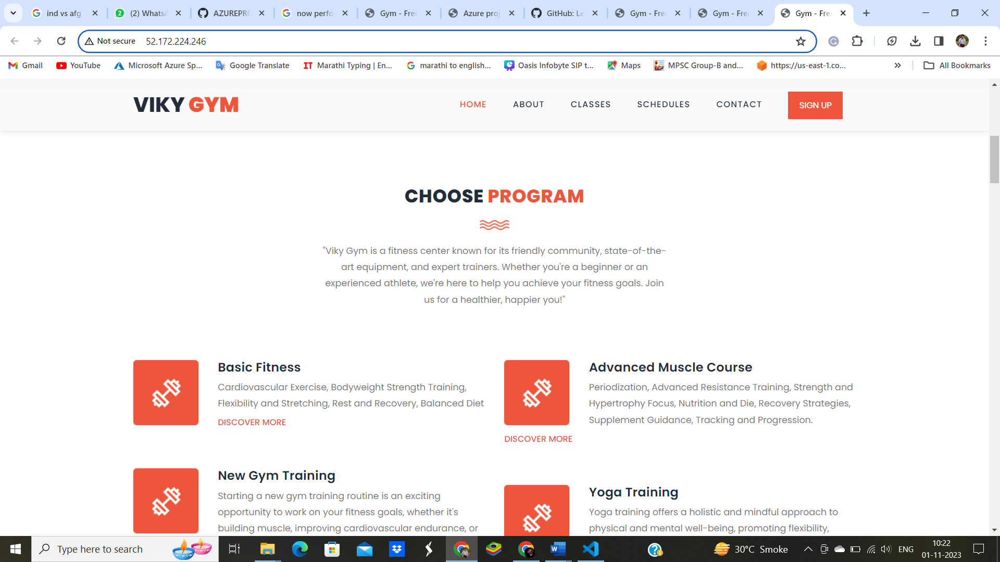 ind vs afg
(2) WhatsA
AZUREPRO
now perfo
Gym - Free
Azure proj
GitHub: Le
Gym - Free
Gym - Free
Gym - Free
Not secure 52.172.224.246
Gmail YouTube Microsoft Azure Sp... Google Translate Marathi Typing | En... marathi to english... Oasis Infobyte SIP t... Maps MPSC Group-B and... https://us-east-1.co... » All Bookmarks
VIKY GYM HOME ABOUT CLASSES SCHEDULES CONTACT SIGN UP
CHOOSE PROGRAM
"Viky Gym is a fitness center known for its friendly community, state-of-the-
art equipment, and expert trainers. Whether you're a beginner or an
experienced athlete, we're here to help you achieve your fitness goals. Join
us for a healthier, happier you!"
Basic Fitness
Cardiovascular Exercise, Bodyweight Strength Training,
Flexibility and Stretching, Rest and Recovery, Balanced Diet
DISCOVER MORE
Advanced Muscle Course
Periodization, Advanced Resistance Training, Strength and
Hypertrophy Focus, Nutrition and Die, Recovery Strategies,
Supplement Guidance, Tracking and Progression.
DISCOVER MORE
New Gym Training
Starting a new gym training routine is an exciting
opportunity to work on your fitness goals, whether it's
building muscle, improving cardiovascular endurance, or
Yoga Training
Yoga training offers a holistic and mindful approach to
physical and mental well-being, promoting flexibility,
Type here to search
30°C Smoke
ENG
10:22
01-11-2023